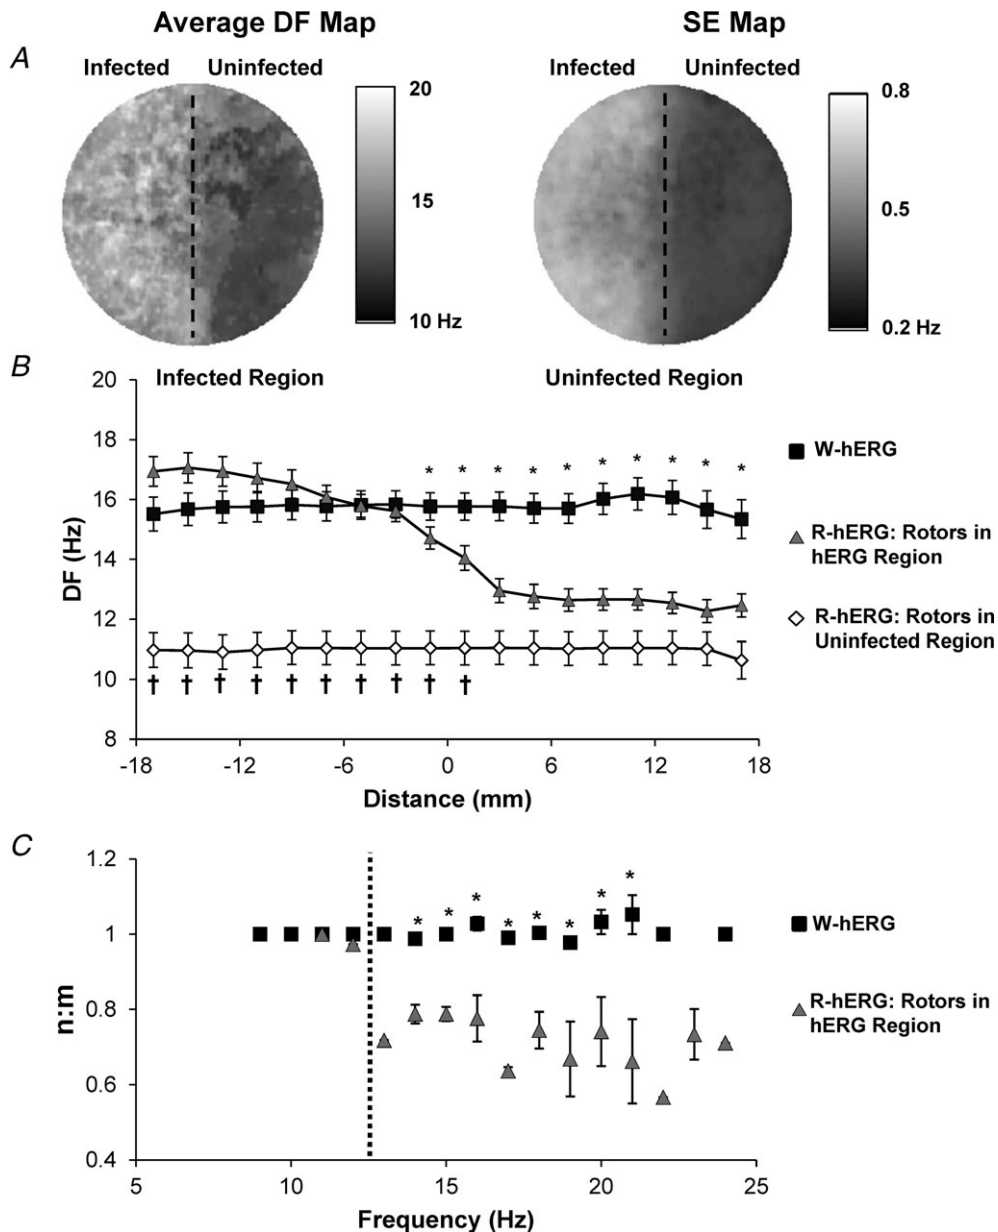 Average DF Map
SE Map
A
Infected
Uninfected
20
15
10 Hz
Infected
Uninfected
0.8
0.5
0.2 Hz
B
Infected Region
Uninfected Region
20
18
16
14
12
10
8
DF (Hz)
* * * * * * * * * *
† † † † † † † † † †
-18 -12 -6 0 6 12 18
Distance (mm)
W-hERG
R-hERG: Rotors in
hERG Region
R-hERG: Rotors in
Uninfected Region
C
1.2
1
0.8
0.6
0.4
n:m
* * * * * * * *
5 10 15 20 25
Frequency (Hz)
W-hERG
R-hERG: Rotors in
hERG Region